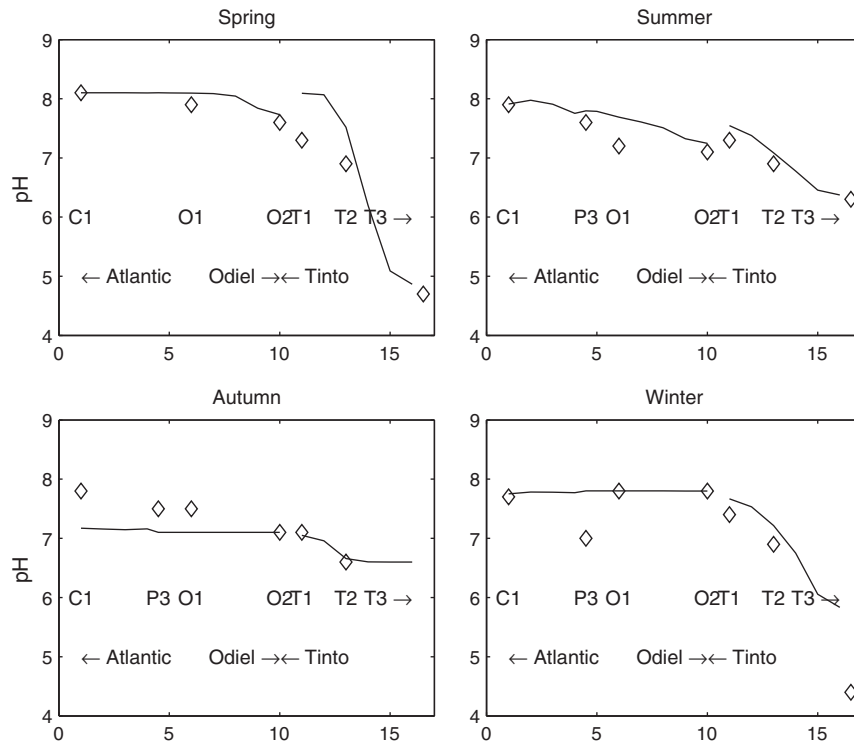 Spring
Summer
9
8
7
6
5
4
pH
C1 O1 O2T1 T2 T3 →
← Atlantic Odiel →← Tinto
0 5 10 15
9
8
7
6
5
4
C1 P3 O1 O2T1 T2 T3 →
← Atlantic Odiel →← Tinto
0 5 10 15
Autumn
Winter
9
8
7
6
5
4
pH
C1 P3 O1 O2T1 T2 T3 →
← Atlantic Odiel →← Tinto
0 5 10 15
9
8
7
6
5
4
C1 P3 O1 O2T1 T2 T3 →
← Atlantic Odiel →← Tinto
0 5 10 15